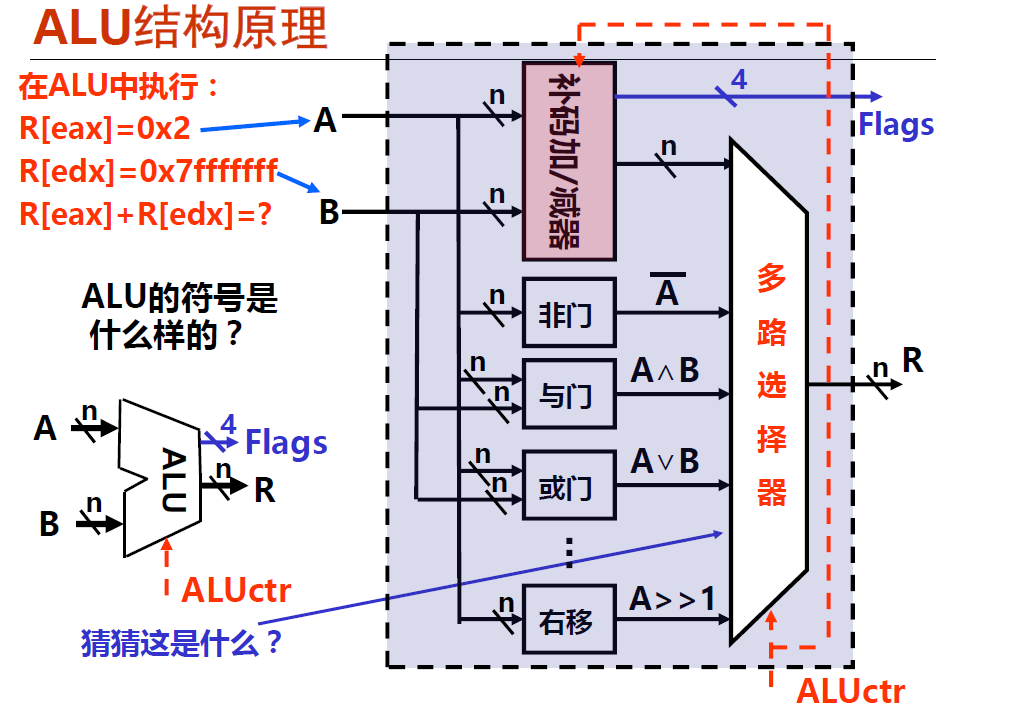 ALU结构原理
在ALU中执行：
R[eax]=0x2
R[edx]=0x7fffffff
R[eax]+R[edx]=?
A
B
n
n
补码加/减器
4
Flags
n
ALU的符号是
什么样的？
n
非门
A
n
n
与门
A∧B
n
n
或门
A∨B
⋮
n
右移
A>>1
多路选择器
n
R
ALUctr
A
n
B
n
ALU
4
Flags
n
R
ALUctr
猜猜这是什么？